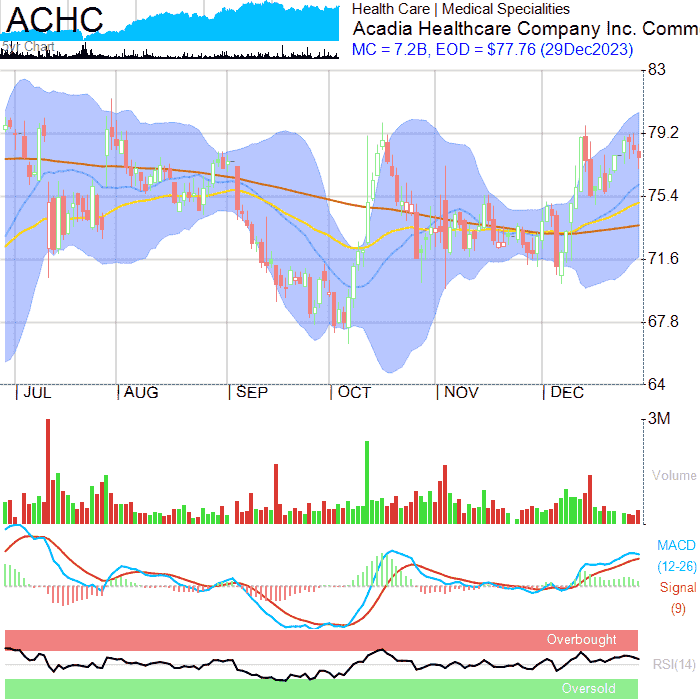 ACHC
5yr Chart
Health Care | Medical Specialities
Acadia Healthcare Company Inc. Comm
MC = 7.2B, EOD = $77.76 (29Dec2023)
83
79.2
75.4
71.6
67.8
64
JUL AUG SEP OCT NOV DEC
3M
Volume
MACD
(12-26)
Signal
(9)
Overbought
RSI(14)
Oversold